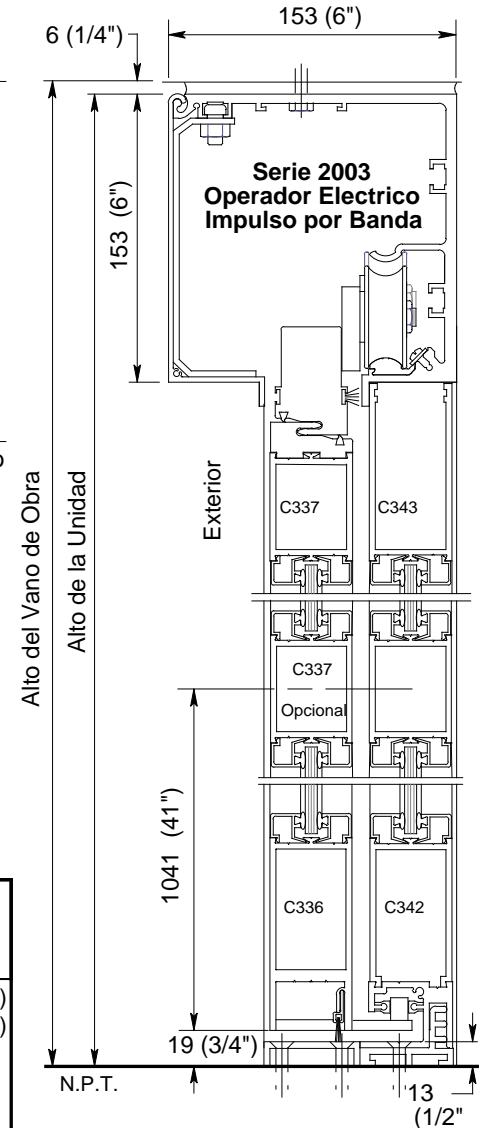 153 (6")
6 (1/4")
Serie 2003
Operador Electrico
Impulso por Banda
153 (6")
Alto del Vano de Obra
Alto de la Unidad
Exterior
C337
C343
C337
Opcional
1041 (41")
C336
C342
)
)
19 (3/4")
N.P.T.
13
(1/2"